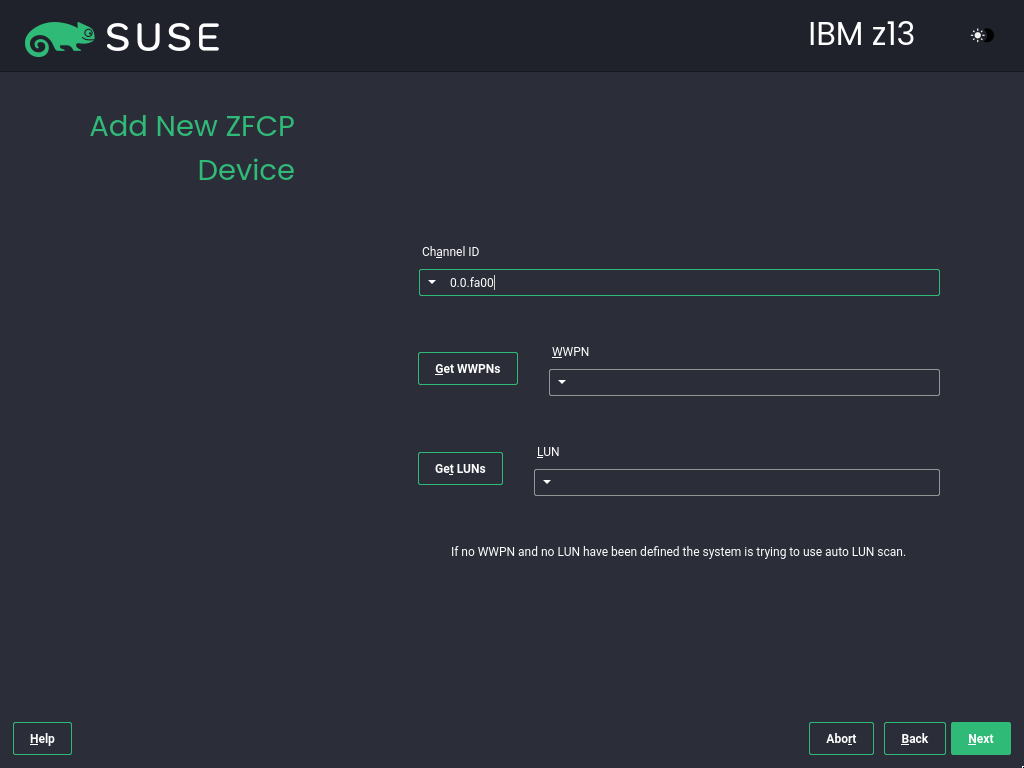 SUSE
IBM z13
Add New ZFCP
Device
Channel ID
0.0.fa00
Get WWPNs
WWPN
Get LUNs
LUN
If no WWPN and no LUN have been defined the system is trying to use auto LUN scan.
Help
Abort
Back
Next